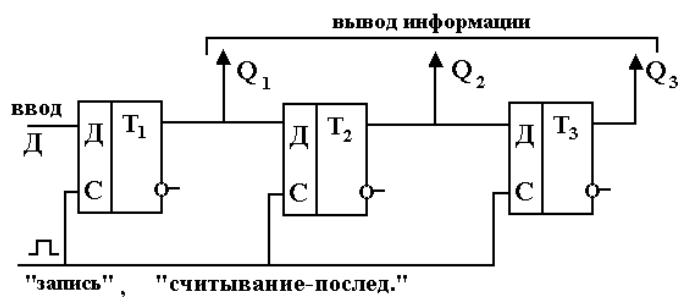 вывод информации
Q1
Q2
Q3
ввод
Д
Д
T1
C
Д
T2
C
Д
T3
C
"запись", "считывание-послед."